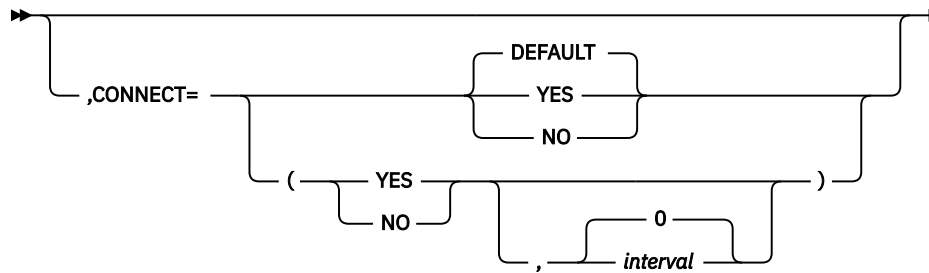 DEFAULT
,CONNECT= YES
NO
( YES )
NO
0
, interval